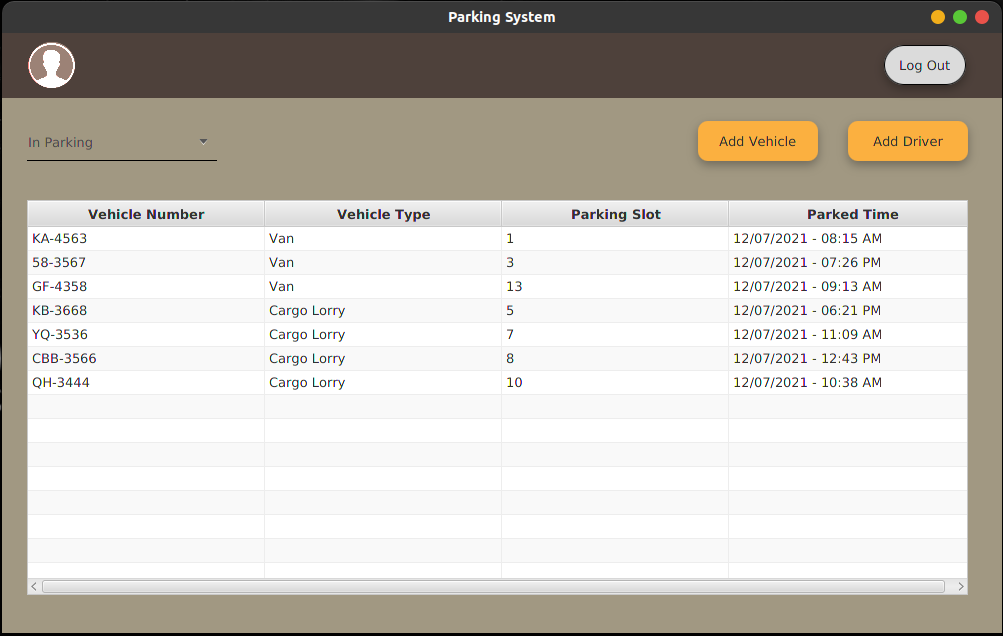 Parking System
Log Out
In Parking
Add Vehicle Add Driver
Vehicle Number Vehicle Type Parking Slot Parked Time
KA-4563 Van 1 12/07/2021 - 08:15 AM
58-3567 Van 3 12/07/2021 - 07:26 PM
GF-4358 Van 13 12/07/2021 - 09:13 AM
KB-3668 Cargo Lorry 5 12/07/2021 - 06:21 PM
YQ-3536 Cargo Lorry 7 12/07/2021 - 11:09 AM
CBB-3566 Cargo Lorry 8 12/07/2021 - 12:43 PM
QH-3444 Cargo Lorry 10 12/07/2021 - 10:38 AM